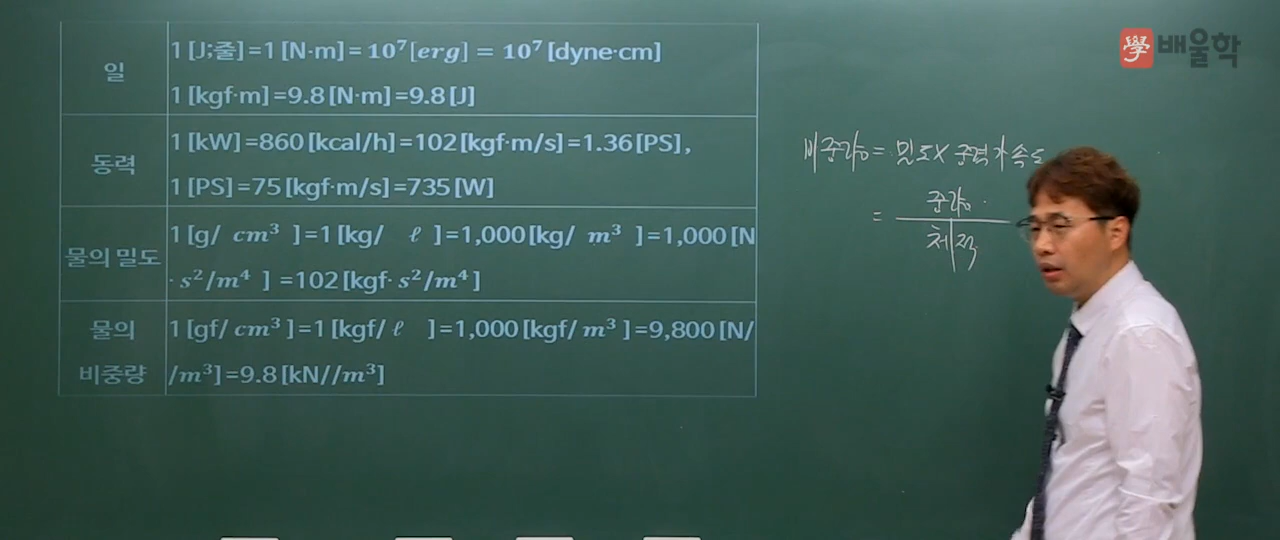 學 배울학
일
1 [J;줄]=1 [N·m]=10⁷[erg] = 10⁷ [dyne·cm]
1 [kgf·m]=9.8 [N·m]=9.8 [J]
동력
1 [kW]=860 [kcal/h]=102 [kgf·m/s]=1.36 [PS],
1 [PS]=75 [kgf·m/s]=735 [W]
물의 밀도
1 [g/ cm³ ]=1 [kg/ ℓ ]=1,000 [kg/ m³ ]=1,000 [N
· s²/m⁴ ] =102 [kgf· s²/m⁴ ]
물의
비중량
1 [gf/ cm³ ]=1 [kgf/ ℓ ]=1,000 [kgf/ m³ ]=9,800 [N/
/m³]=9.8 [kN//m³]
비중량 = 밀도 X 중력가속도
= 중량
체적